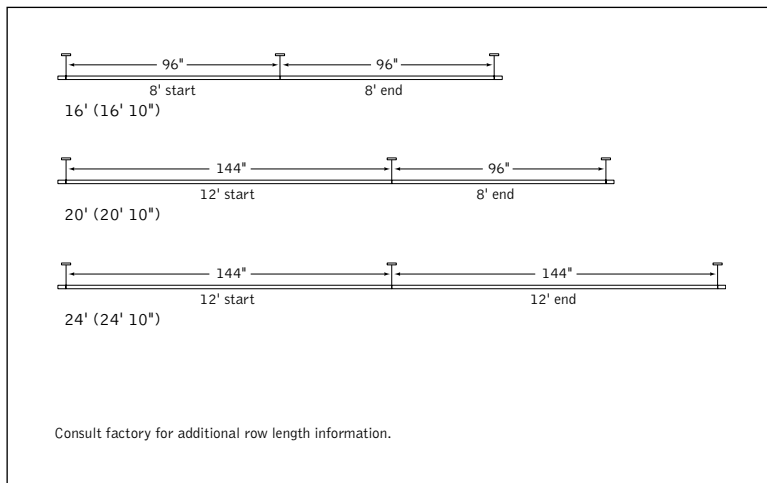 96" 96"
8' start 8' end
16' (16' 10")
144" 96"
12' start 8' end
20' (20' 10")
144" 144"
12' start 12' end
24' (24' 10")
Consult factory for additional row length information.